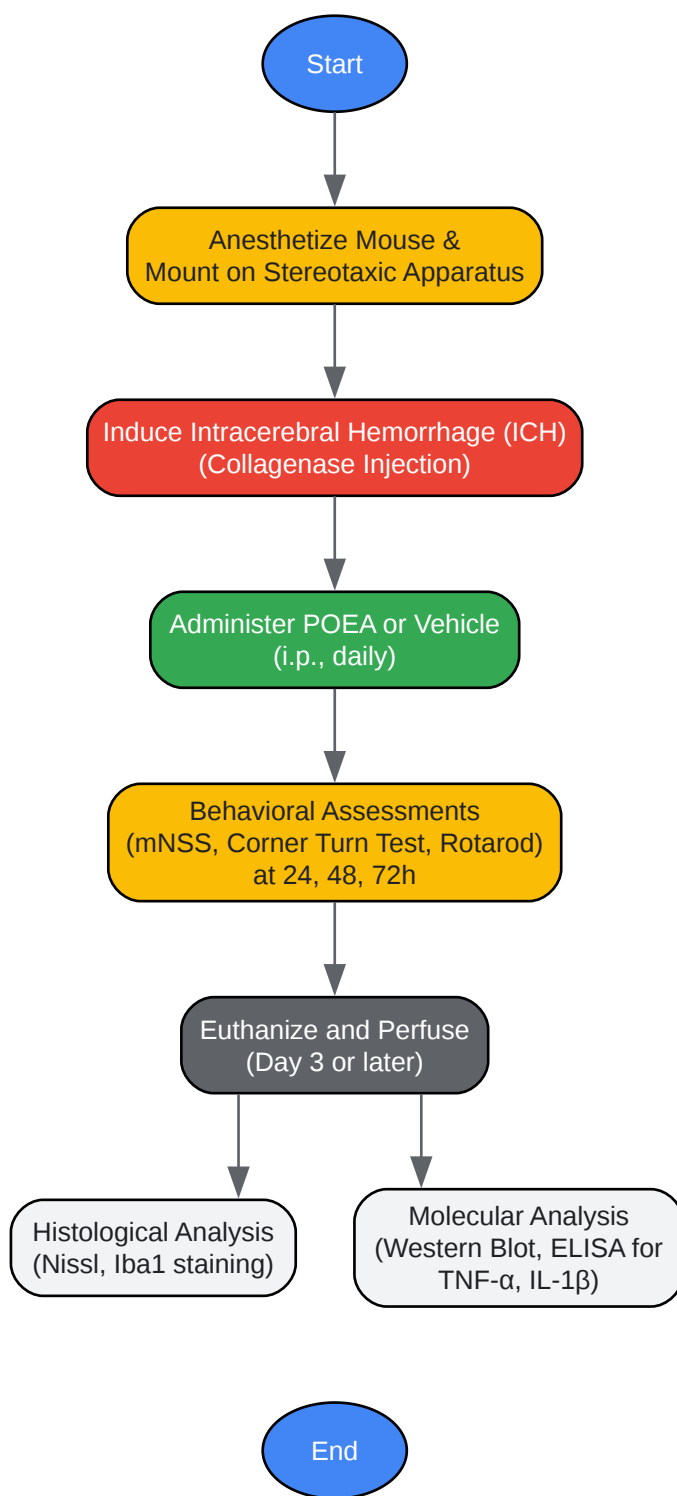 Start
Anesthetize Mouse &
Mount on Stereotaxic Apparatus
Induce Intracerebral Hemorrhage (ICH)
(Collagenase Injection)
Administer POEA or Vehicle
(i.p., daily)
Behavioral Assessments
(mNSS, Corner Turn Test, Rotarod)
at 24, 48, 72h
Euthanize and Perfuse
(Day 3 or later)
Histological Analysis
(Nissl, Iba1 staining)
Molecular Analysis
(Western Blot, ELISA for
TNF-α, IL-1β)
End